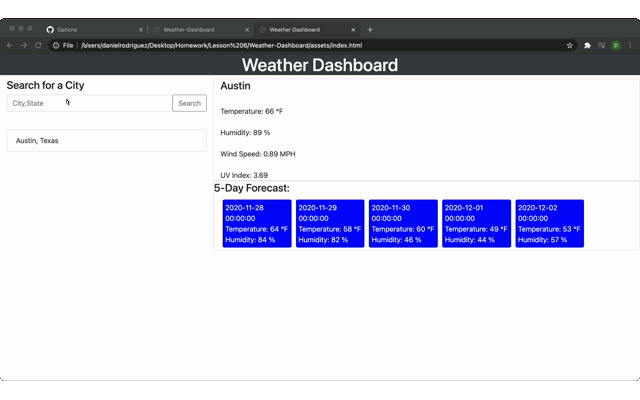 Options
Weather-Dashboard
Weather Dashboard
File
/Users/danielrodriguez/Desktop/Homework/Lesson%206/Weather-Dashboard/assets/index.html
Weather Dashboard
Search for a City
City,State
Search
Austin, Texas
Austin
Temperature: 66 °F
Humidity: 89 %
Wind Speed: 0.89 MPH
UV Index: 3.69
5-Day Forecast:
2020-11-28
00:00:00
Temperature: 64 °F
Humidity: 84 %
2020-11-29
00:00:00
Temperature: 58 °F
Humidity: 82 %
2020-11-30
00:00:00
Temperature: 60 °F
Humidity: 46 %
2020-12-01
00:00:00
Temperature: 49 °F
Humidity: 44 %
2020-12-02
00:00:00
Temperature: 53 °F
Humidity: 57 %